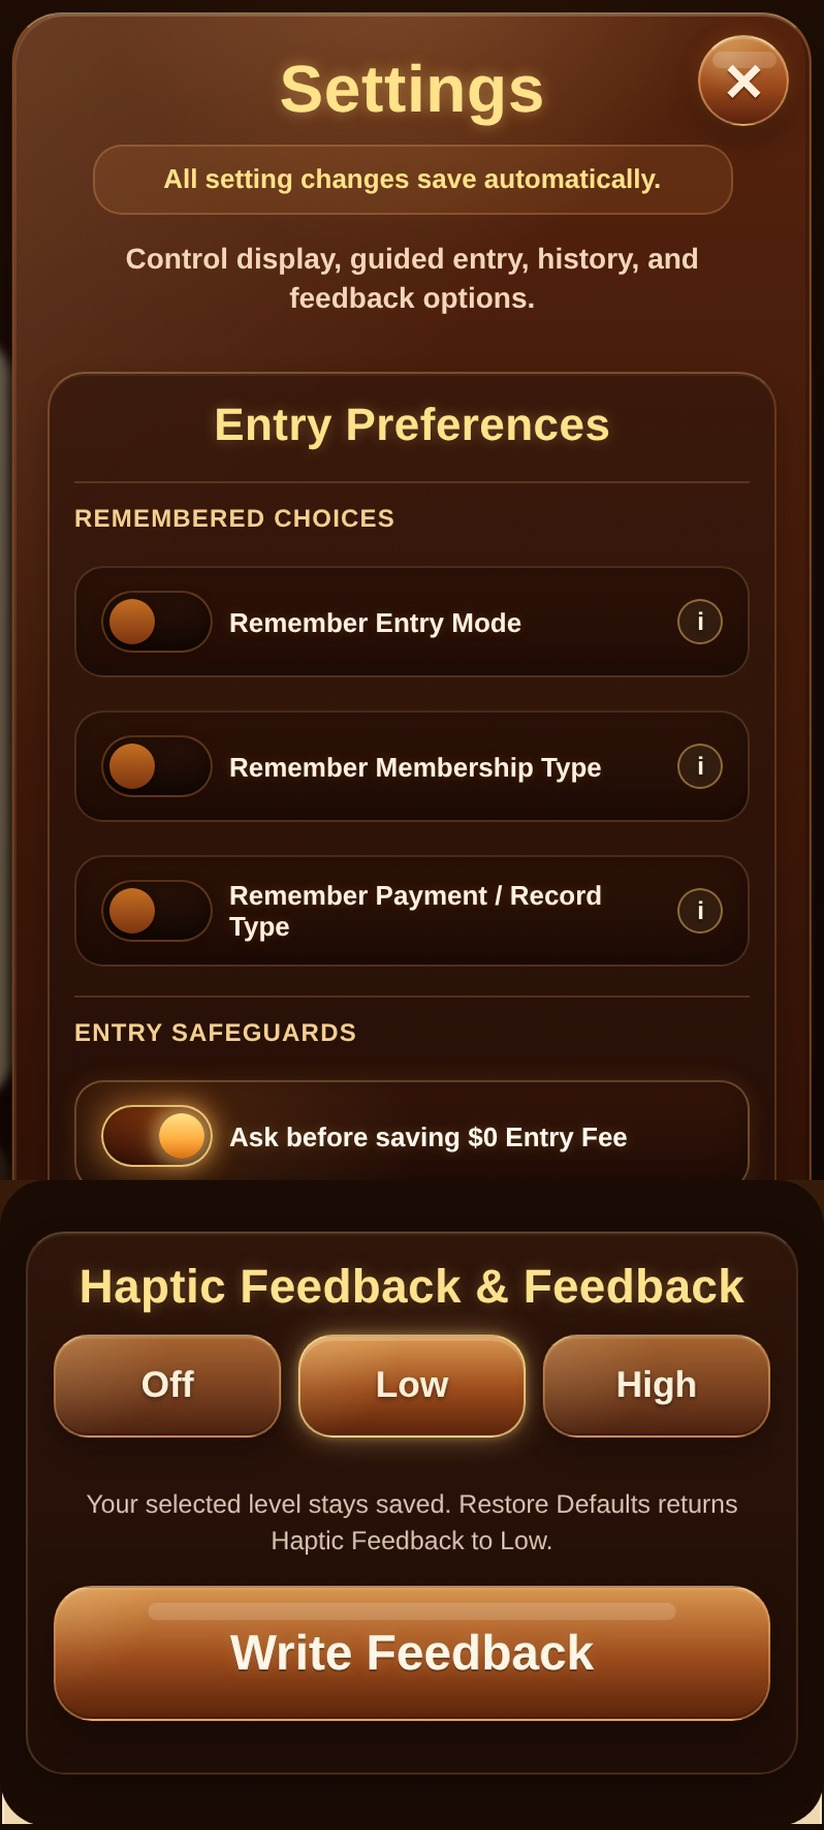 Settings
All setting changes save automatically.
Control display, guided entry, history, and
feedback options.
Entry Preferences
REMEMBERED CHOICES
Remember Entry Mode
i
Remember Membership Type
i
Remember Payment / Record
Type
i
ENTRY SAFEGUARDS
Ask before saving $0 Entry Fee
Haptic Feedback & Feedback
Off Low High
Your selected level stays saved. Restore Defaults returns
Haptic Feedback to Low.
Write Feedback